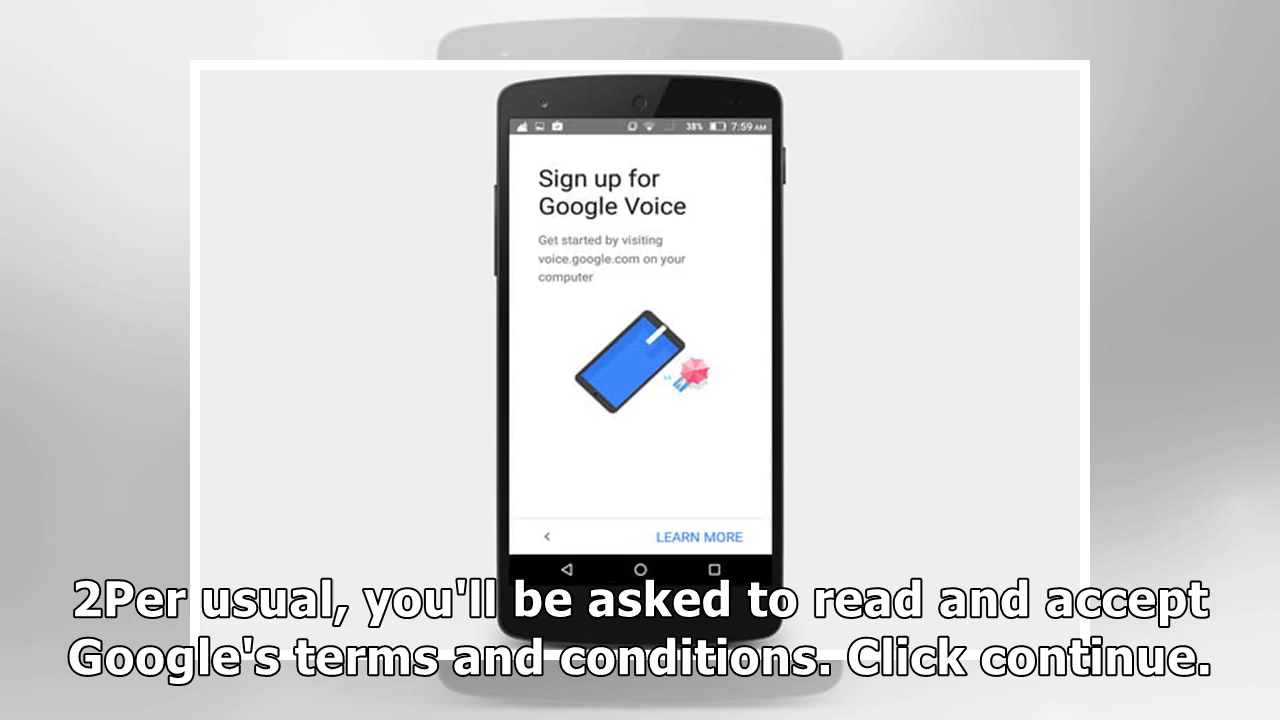 38% 7:59 AM
Sign up for
Google Voice
Get started by visiting
voice.google.com on your
computer
LEARN MORE
2Per usual, you'll be asked to read and accept
Google's terms and conditions. Click continue.